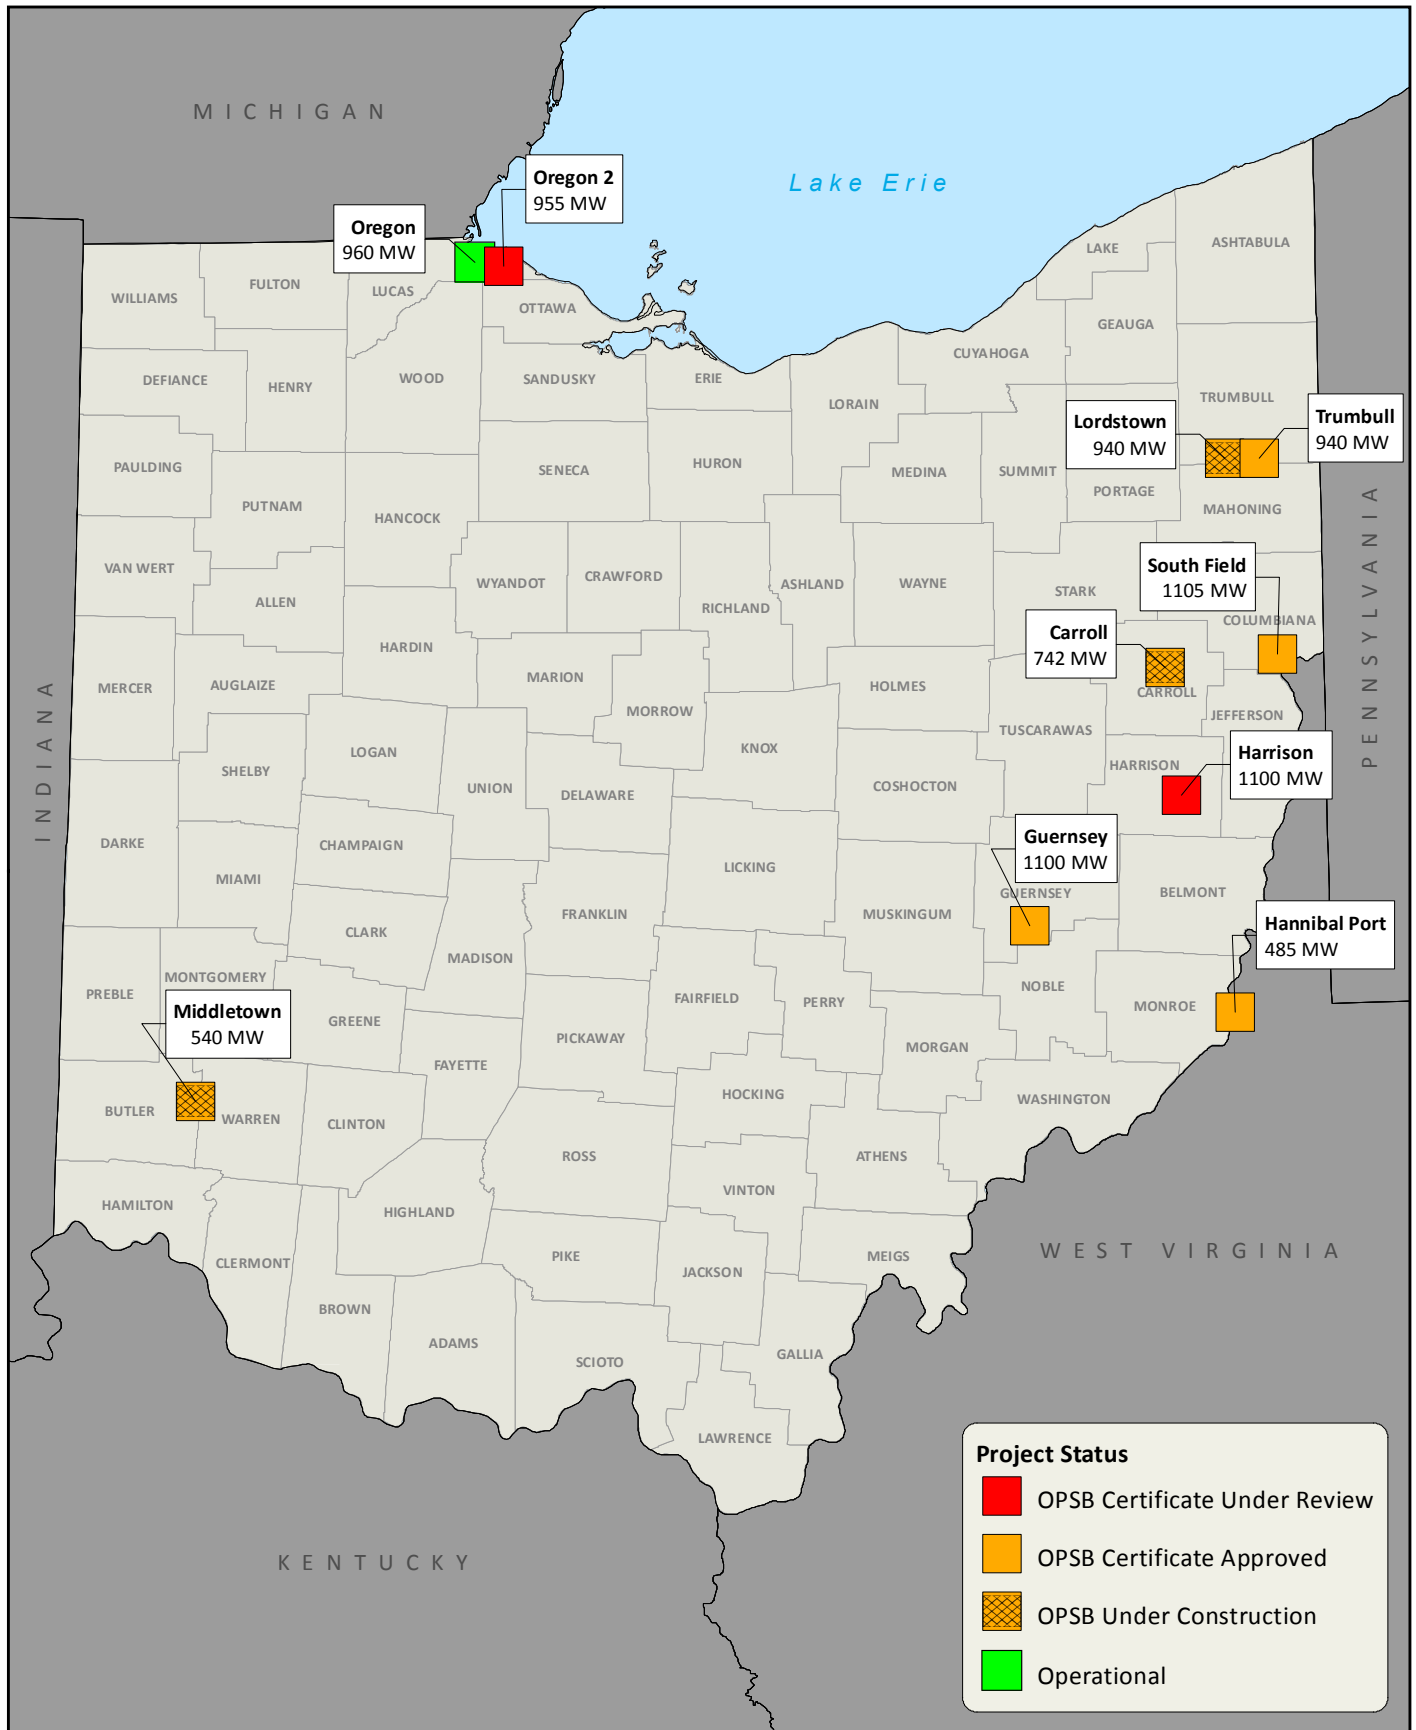 MICHIGAN
Lake Erie
Oregon 2
955 MW
Oregon
960 MW
ASHTABULA
LAKE
WILLIAMS
FULTON
LUCAS
OTTAWA
GEAUGA
CUYAHOGA
DEFIANCE
HENRY
WOOD
SANDUSKY
ERIE
LORAIN
TRUMBULL
Lordstown
940 MW
Trumbull
940 MW
PAULDING
SENECA
HURON
MEDINA
SUMMIT
PORTAGE
PUTNAM
HANCOCK
MAHONING
PENNSYLVANIA
VAN WERT
ALLEN
WYANDOT
CRAWFORD
RICHLAND
ASHLAND
WAYNE
STARK
South Field
1105 MW
COLUMBIANA
Carroll
742 MW
HARDIN
MERCER
AUGLAIZE
MARION
MORROW
HOLMES
CARROLL
JEFFERSON
INDIANA
LOGAN
KNOX
TUSCARAWAS
HARRISON
Harrison
1100 MW
SHELBY
UNION
DELAWARE
COSHOCTON
DARKE
CHAMPAIGN
Guernsey
1100 MW
MIAMI
LICKING
GUERNSEY
BELMONT
CLARK
FRANKLIN
MUSKINGUM
Hannibal Port
485 MW
MADISON
PREBLE
MONTGOMERY
FAIRFIELD
PERRY
NOBLE
MONROE
Middletown
540 MW
GREENE
PICKAWAY
MORGAN
FAYETTE
HOCKING
WASHINGTON
BUTLER
WARREN
CLINTON
ROSS
ATHENS
VINTON
HAMILTON
HIGHLAND
CLERMONT
PIKE
JACKSON
MEIGS
WEST VIRGINIA
BROWN
ADAMS
SCIOTO
GALLIA
LAWRENCE
KENTUCKY
Project Status
OPSB Certificate Under Review
OPSB Certificate Approved
OPSB Under Construction
Operational